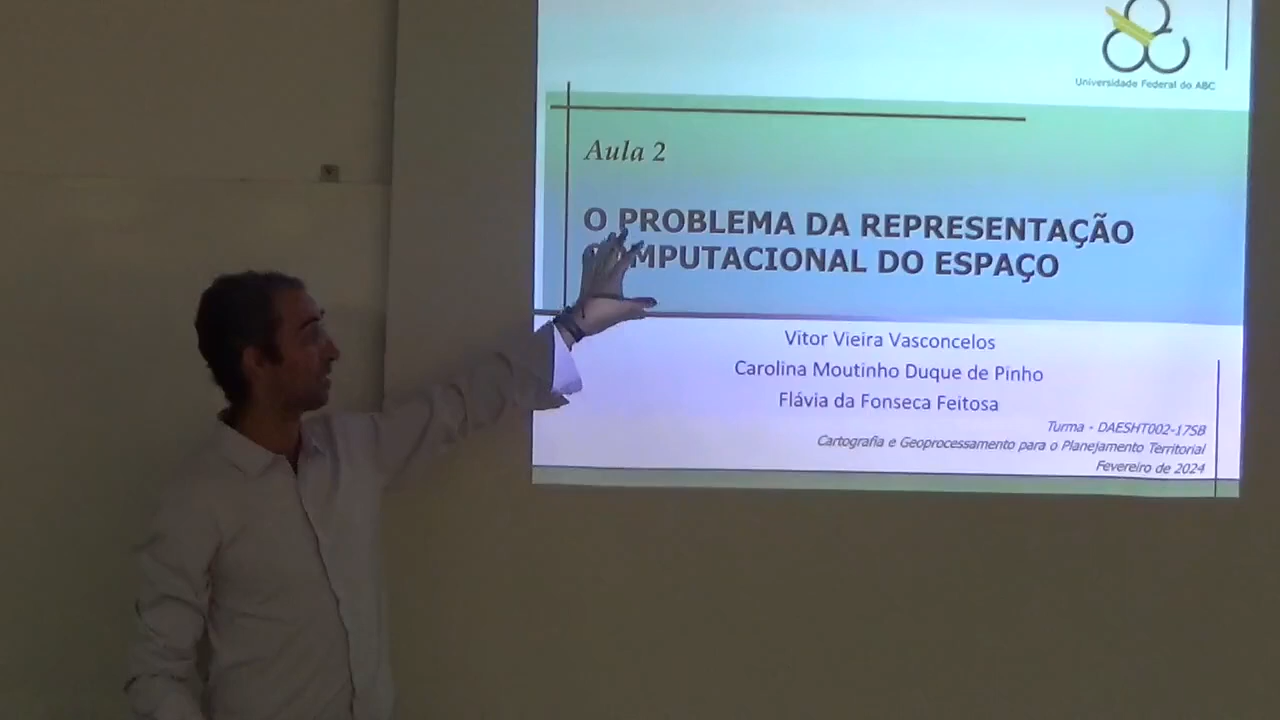 Universidade Federal do ABC
Aula 2
O PROBLEMA DA REPRESENTAÇÃO
COMPUTACIONAL DO ESPAÇO
Vitor Vieira Vasconcelos
Carolina Moutinho Duque de Pinho
Flávia da Fonseca Feitosa
Turma - DAESHT002-17SB
Cartografia e Geoprocessamento para o Planejamento Territorial
Fevereiro de 2024